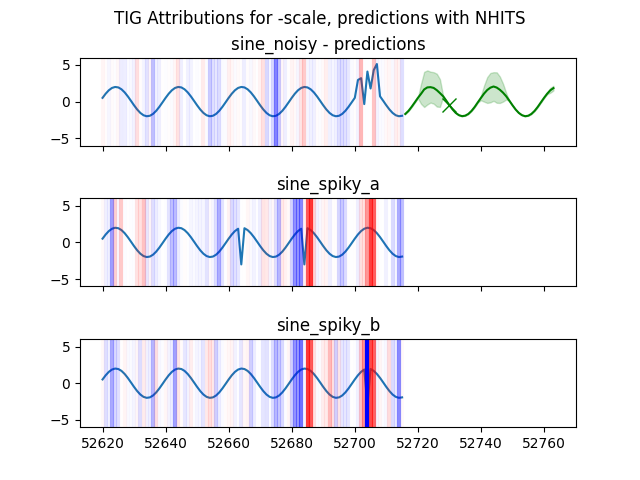 TIG Attributions for -scale, predictions with NHITS
sine_noisy - predictions
5
0
−5
sine_spiky_a
5
0
−5
sine_spiky_b
5
0
−5
52620 52640 52660 52680 52700 52720 52740 52760